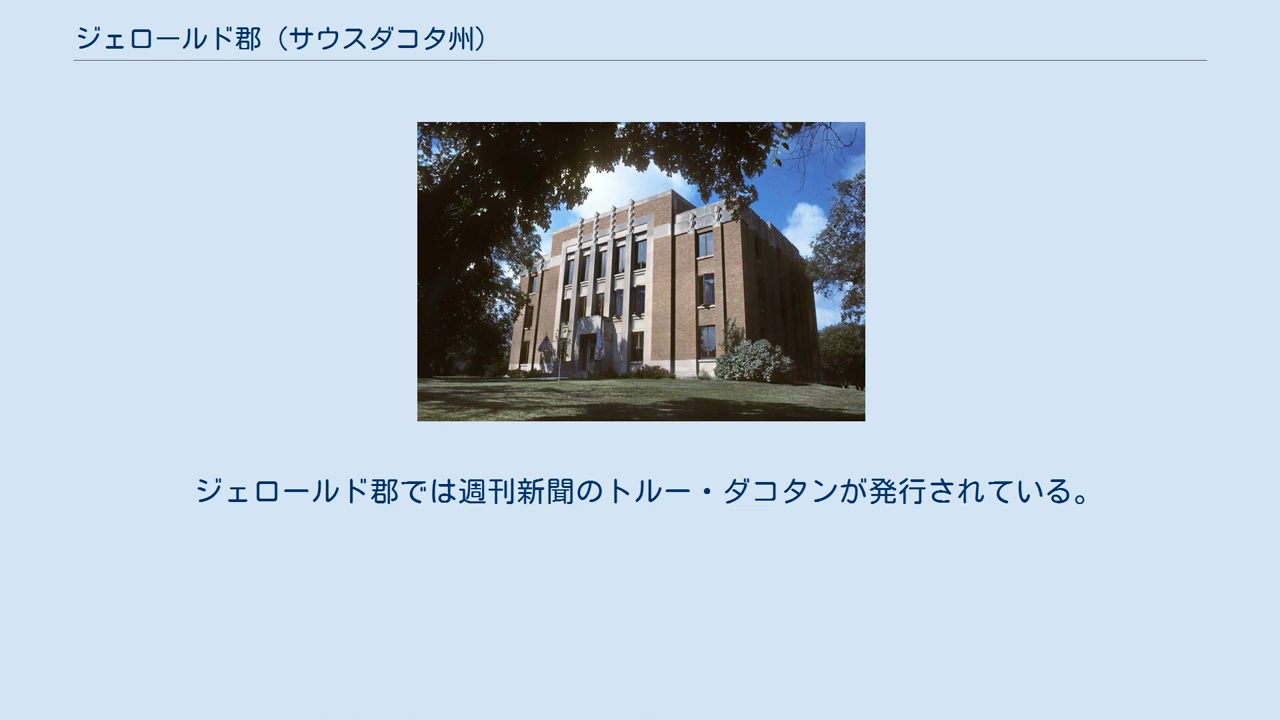 ジェロールド郡（サウスダコタ州）
ジェロールド郡では週刊新聞のトルー・ダコタンが発行されている。